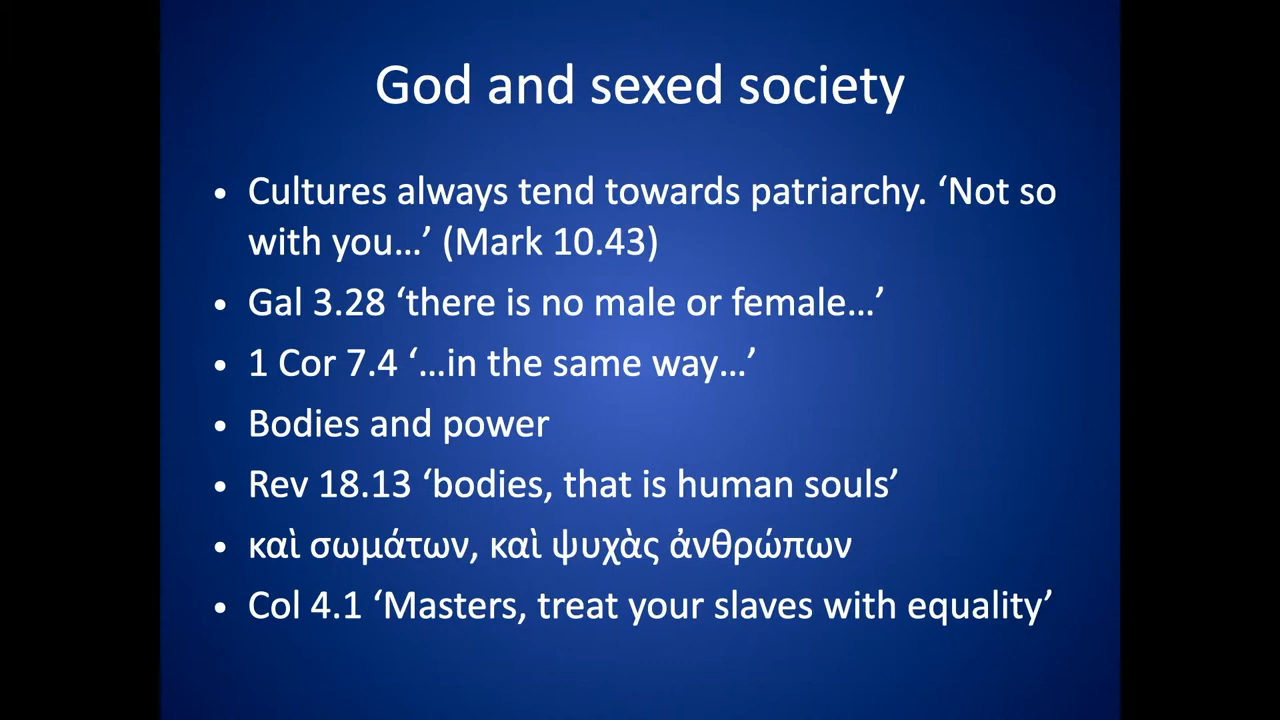 God and sexed society
• Cultures always tend towards patriarchy. ‘Not so
with you…’ (Mark 10.43)
• Gal 3.28 ‘there is no male or female…’
• 1 Cor 7.4 ‘…in the same way…’
• Bodies and power
• Rev 18.13 ‘bodies, that is human souls’
• καὶ σωμάτων, καὶ ψυχὰς ἀνθρώπων
• Col 4.1 ‘Masters, treat your slaves with equality’